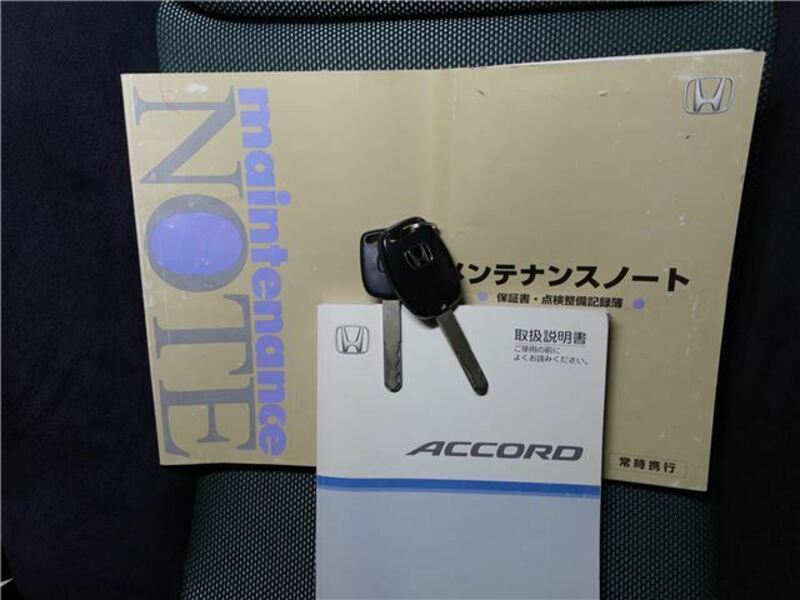 maintenance
NOTE
メンテナンスノート
保証書・点検整備記録簿
常時携行
取扱説明書
ご使用の前に
よくお読みください。
ACCORD